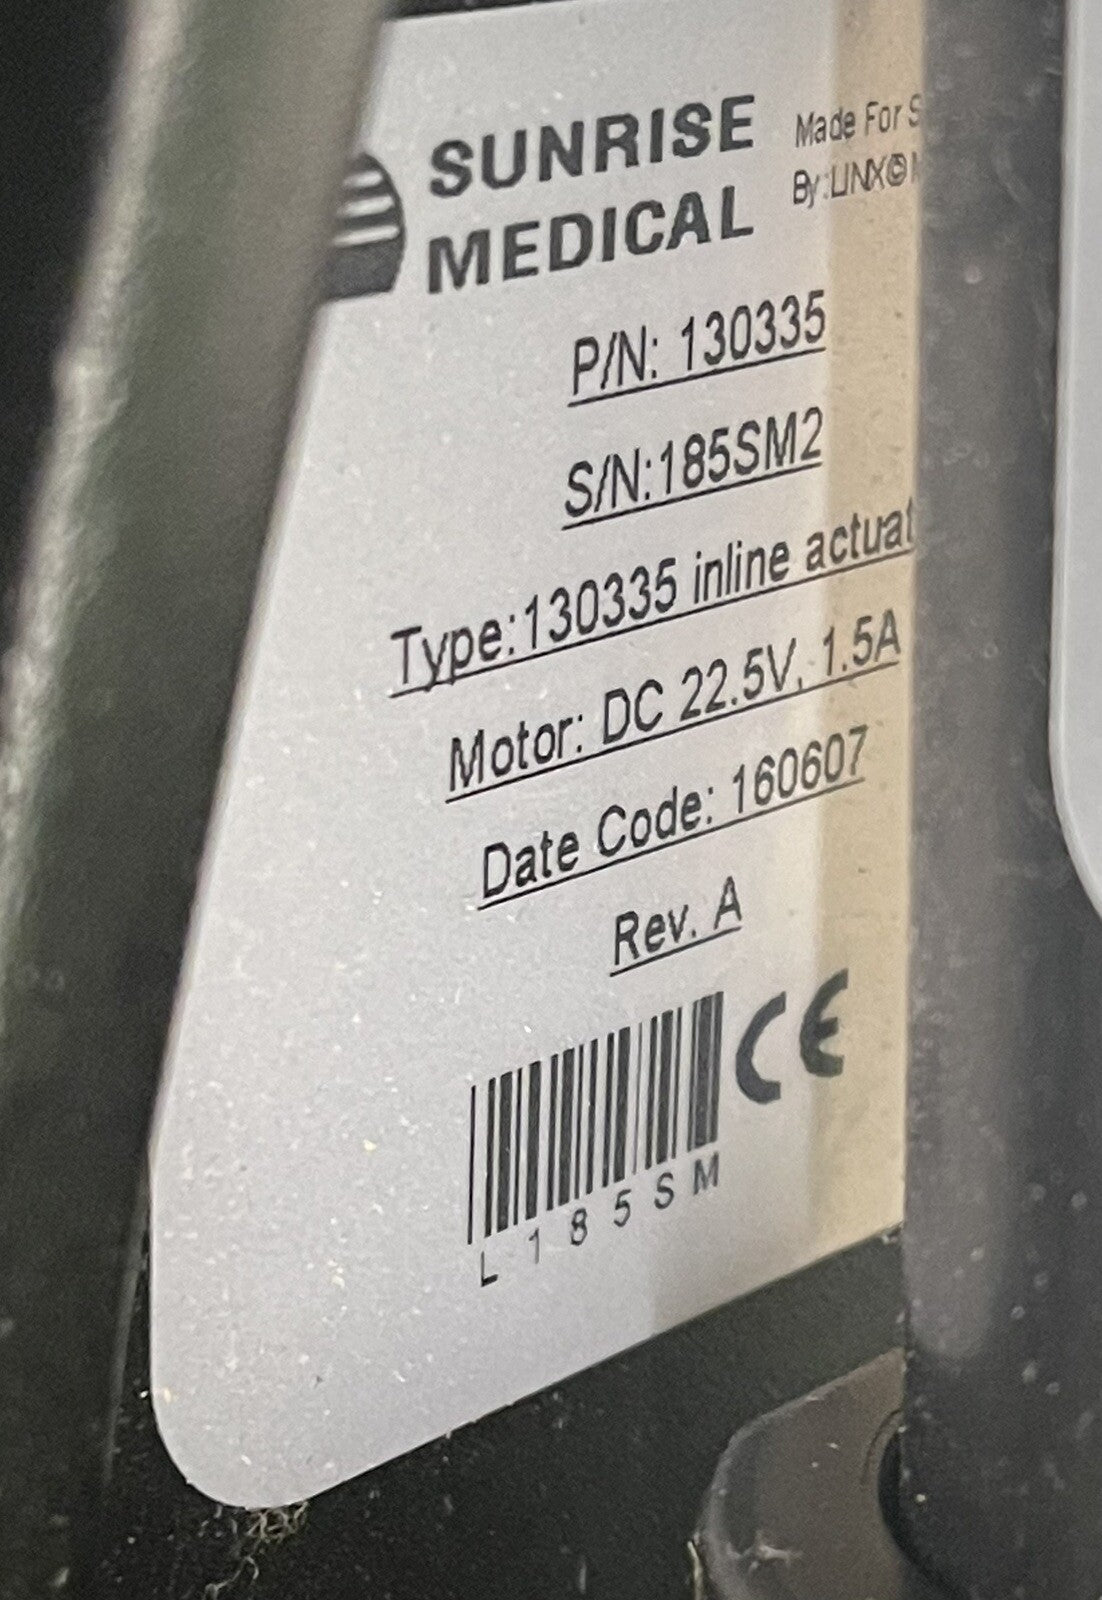 SUNRISE
MEDICAL
Made For S
By:LINX©
P/N: 130335
S/N:185SM2
Type:130335 inline actuat
Motor: DC 22.5V, 1.5A
Date Code: 160607
Rev. A
CE
L185SM